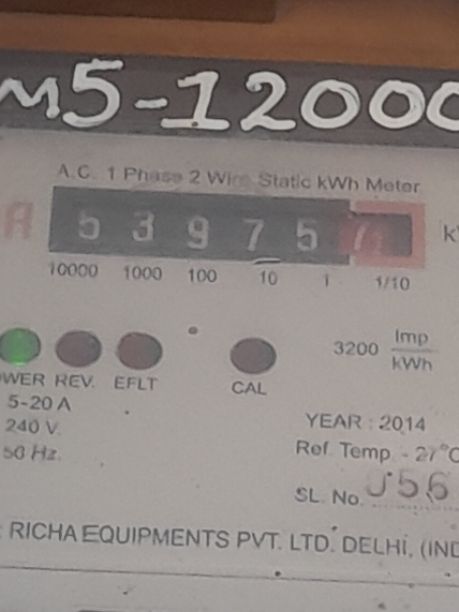 M5-12000
A.C. 1 Phase 2 Wire Static kWh Meter
5 3 9 7 5
10000 1000 100 10 1 1/10
3200 Imp/kWh
REV. EFLT CAL
5-20 A
240 V.
YEAR : 2014
50 Hz.
Ref. Temp. - 27°C
SL. No. 056
RICHA EQUIPMENTS PVT. LTD. DELHI, (IND